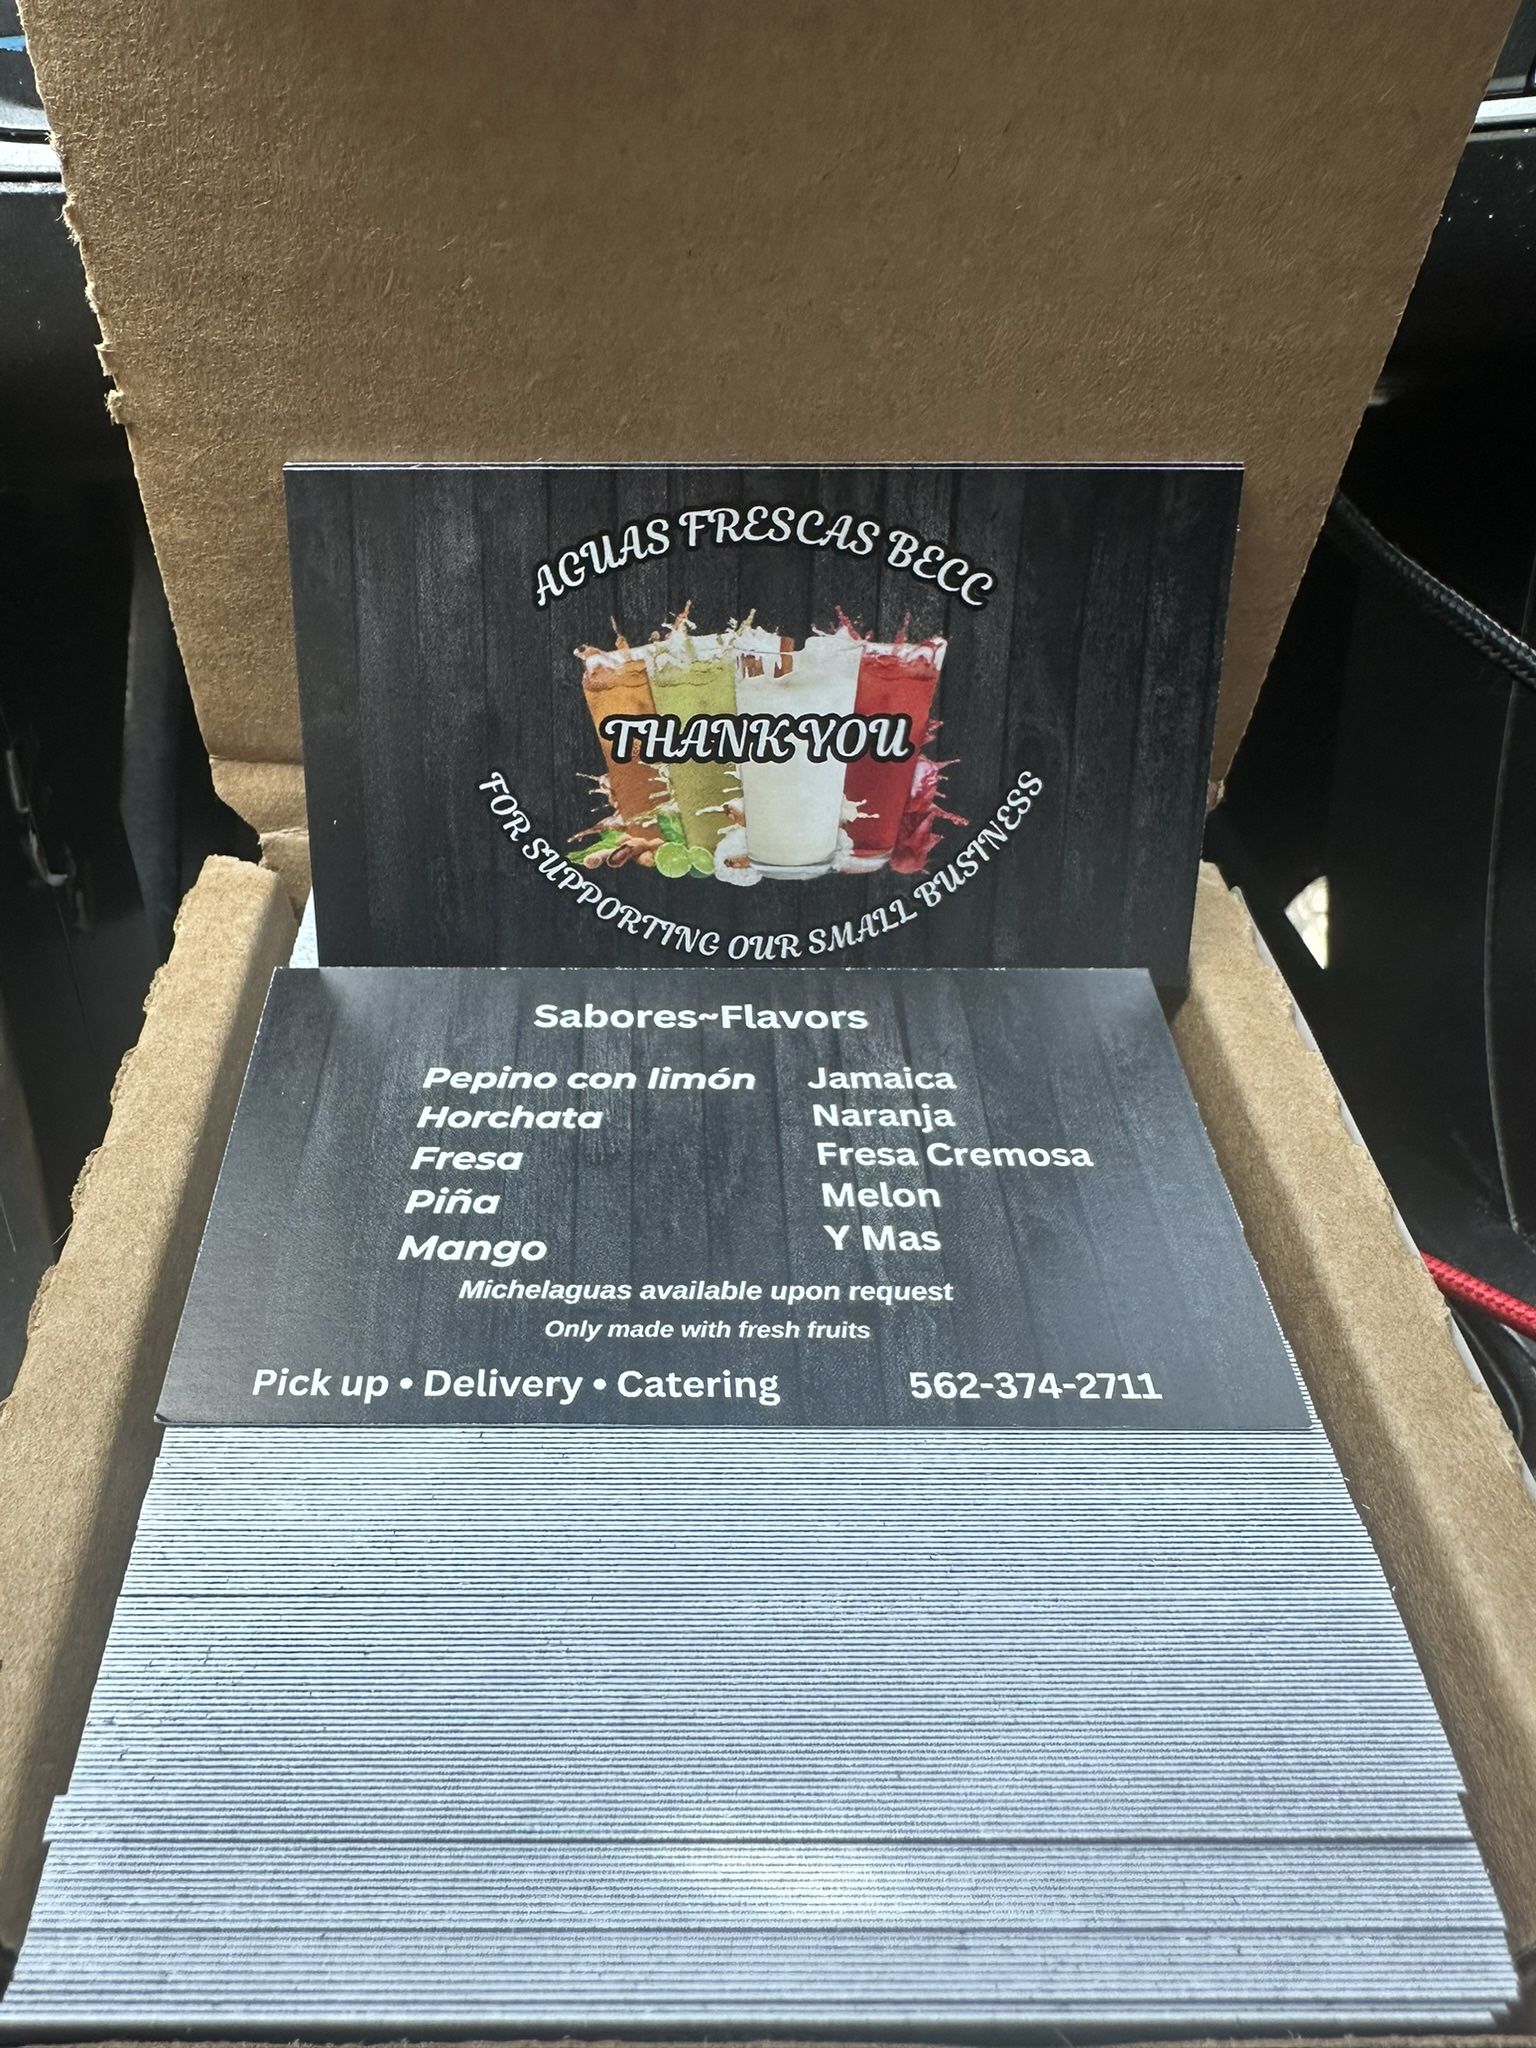 AGUAS FRESCAS BECC
THANK YOU
FOR SUPPORTING OUR SMALL BUSINESS
Sabores~Flavors
Pepino con limón
Horchata
Fresa
Piña
Mango
Jamaica
Naranja
Fresa Cremosa
Melon
Y Mas
Michelaguas available upon request
Only made with fresh fruits
Pick up • Delivery • Catering 562-374-2711